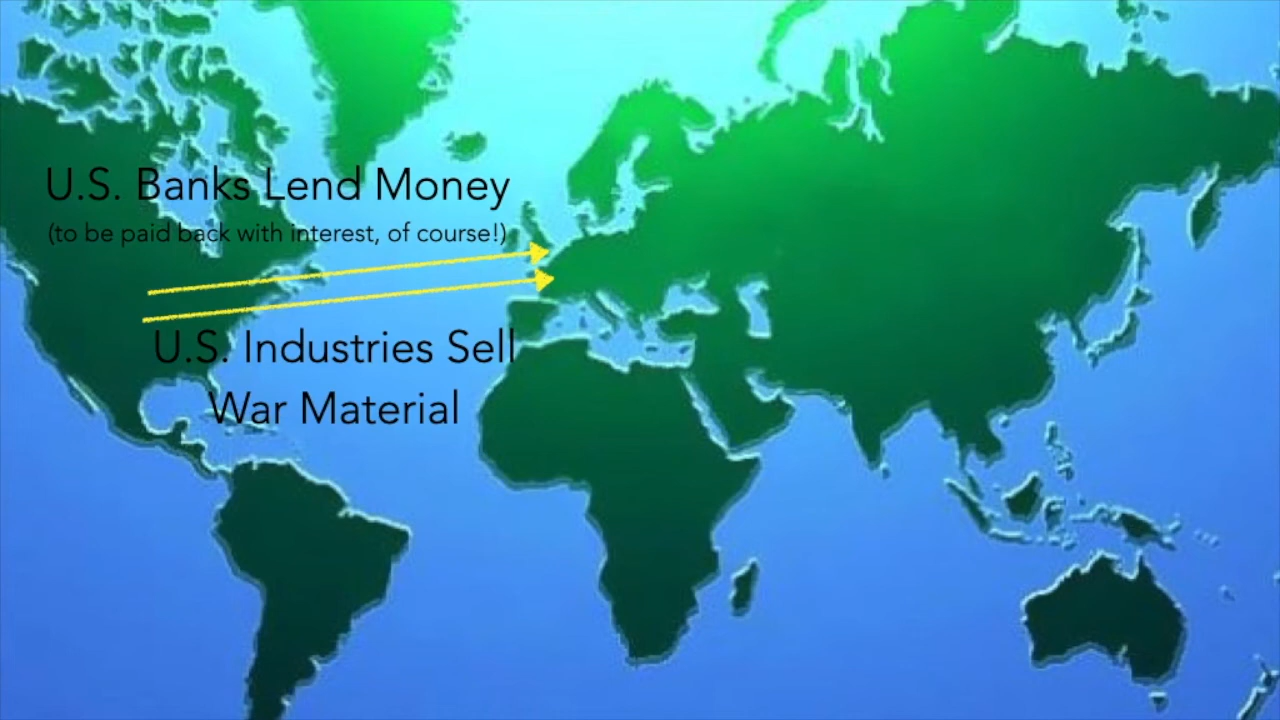 U.S. Banks Lend Money
(to be paid back with interest, of course!)
U.S. Industries Sell
War Material